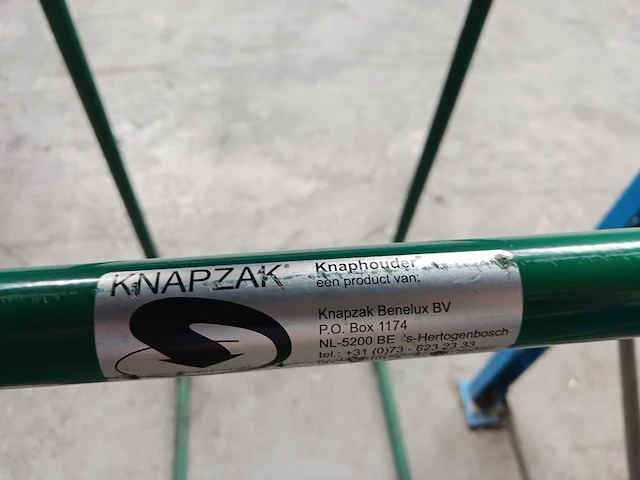 KNAPZAK®
Knaphouder®
een product van:
Knapzak Benelux BV
P.O. Box 1174
NL-5200 BE 's-Hertogenbosch
tel.: +31 (0)73 - 623 23 33